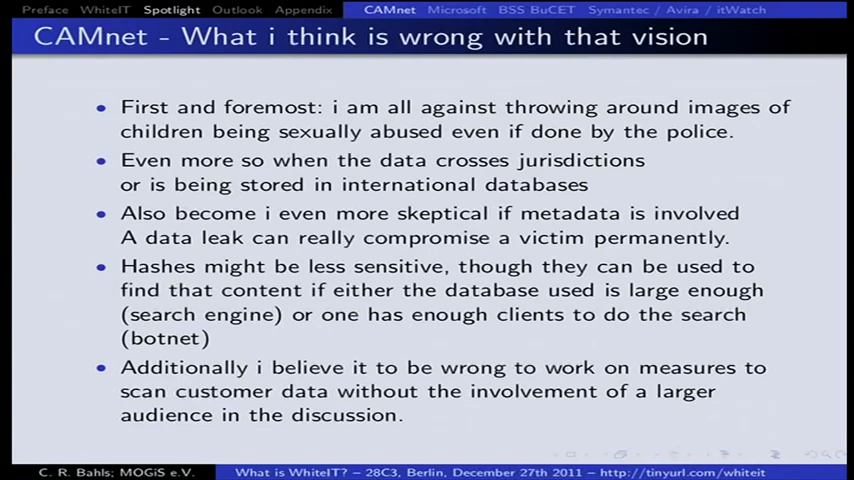 Preface WhiteIT Spotlight Outlook Appendix CAMnet Microsoft BSS BuCET Symantec / Avira / itWatch
CAMnet - What i think is wrong with that vision
• First and foremost: i am all against throwing around images of
children being sexually abused even if done by the police.
• Even more so when the data crosses jurisdictions
or is being stored in international databases
• Also become i even more skeptical if metadata is involved
A data leak can really compromise a victim permanently.
• Hashes might be less sensitive, though they can be used to
find that content if either the database used is large enough
(search engine) or one has enough clients to do the search
(botnet)
• Additionally i believe it to be wrong to work on measures to
scan customer data without the involvement of a larger
audience in the discussion.
C. R. Bahls; MOGiS e.V. What is WhiteIT? – 28C3, Berlin, December 27th 2011 – http://tinyurl.com/whiteit